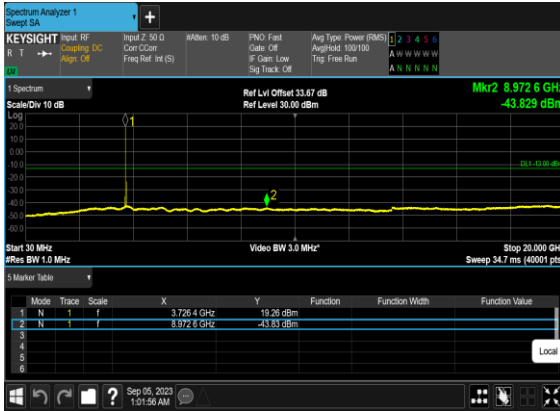 Spectrum Analyzer 1
Swept SA
+
KEYSIGHT Input: RF Input Z: 50 Ω #Atten: 10 dB PNO: Fast Avg Type: Power (RMS) 1 2 3 4 5 6
R T Coupling: DC Corr CCorr Gate: Off Avg|Hold: 100/100 A W W W W W
Align: Off Freq Ref: Int (S) IF Gain: Low Trig: Free Run
Sig Track: Off A N N N N N
1 Spectrum
Ref Lvl Offset 33.67 dB
Mkr2 8.972 6 GHz
Scale/Div 10 dB
Ref Level 30.00 dBm
-43.829 dBm
Log
20.0
10.0
0.00
-10.0
-20.0
-30.0
-40.0
-50.0
-60.0
1
2
DL1 -13.00 dBm
Start 30 MHz Video BW 3.0 MHz* Stop 20.000 GHz
#Res BW 1.0 MHz Sweep 34.7 ms (40001 pts)
5 Marker Table
Mode Trace Scale X Y Function Function Width Function Value
1 N 1 f 3.726 4 GHz 19.26 dBm
2 N 1 f 8.972 6 GHz -43.83 dBm
3
4
5
6
Local
? Sep 05, 2023
1:01:56 AM